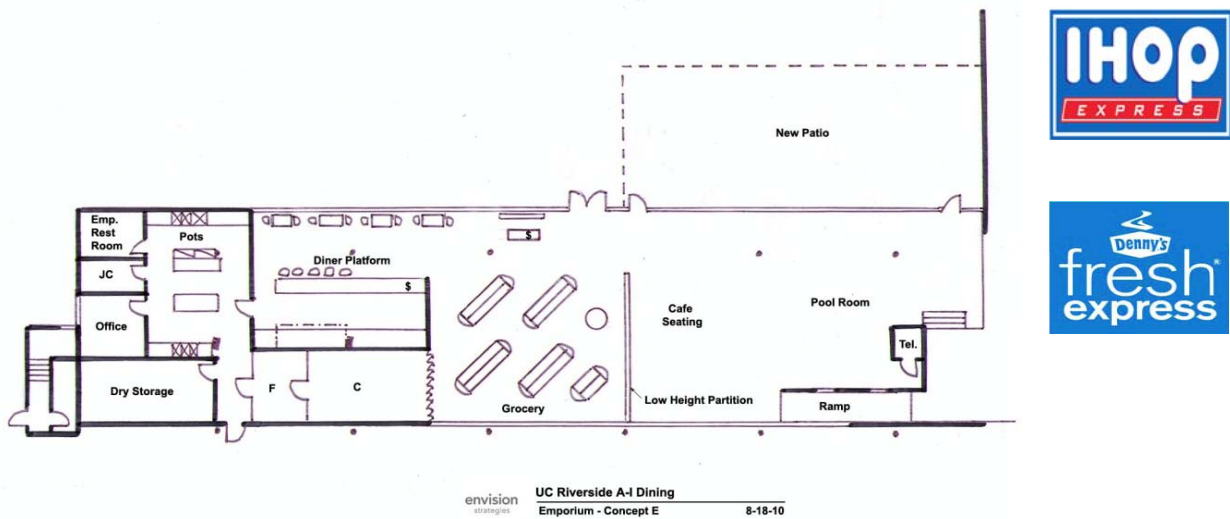 IHOP
EXPRESS
New Patio
Emp.
Rest
Room
Pots
$
Diner Platform
JC
$
Denny's
fresh®
express
Office
Cafe
Seating
Pool Room
Tel.
Dry Storage
F
C
Grocery
Low Height Partition
Ramp
envision
strategies
UC Riverside A-I Dining
Emporium - Concept E
8-18-10